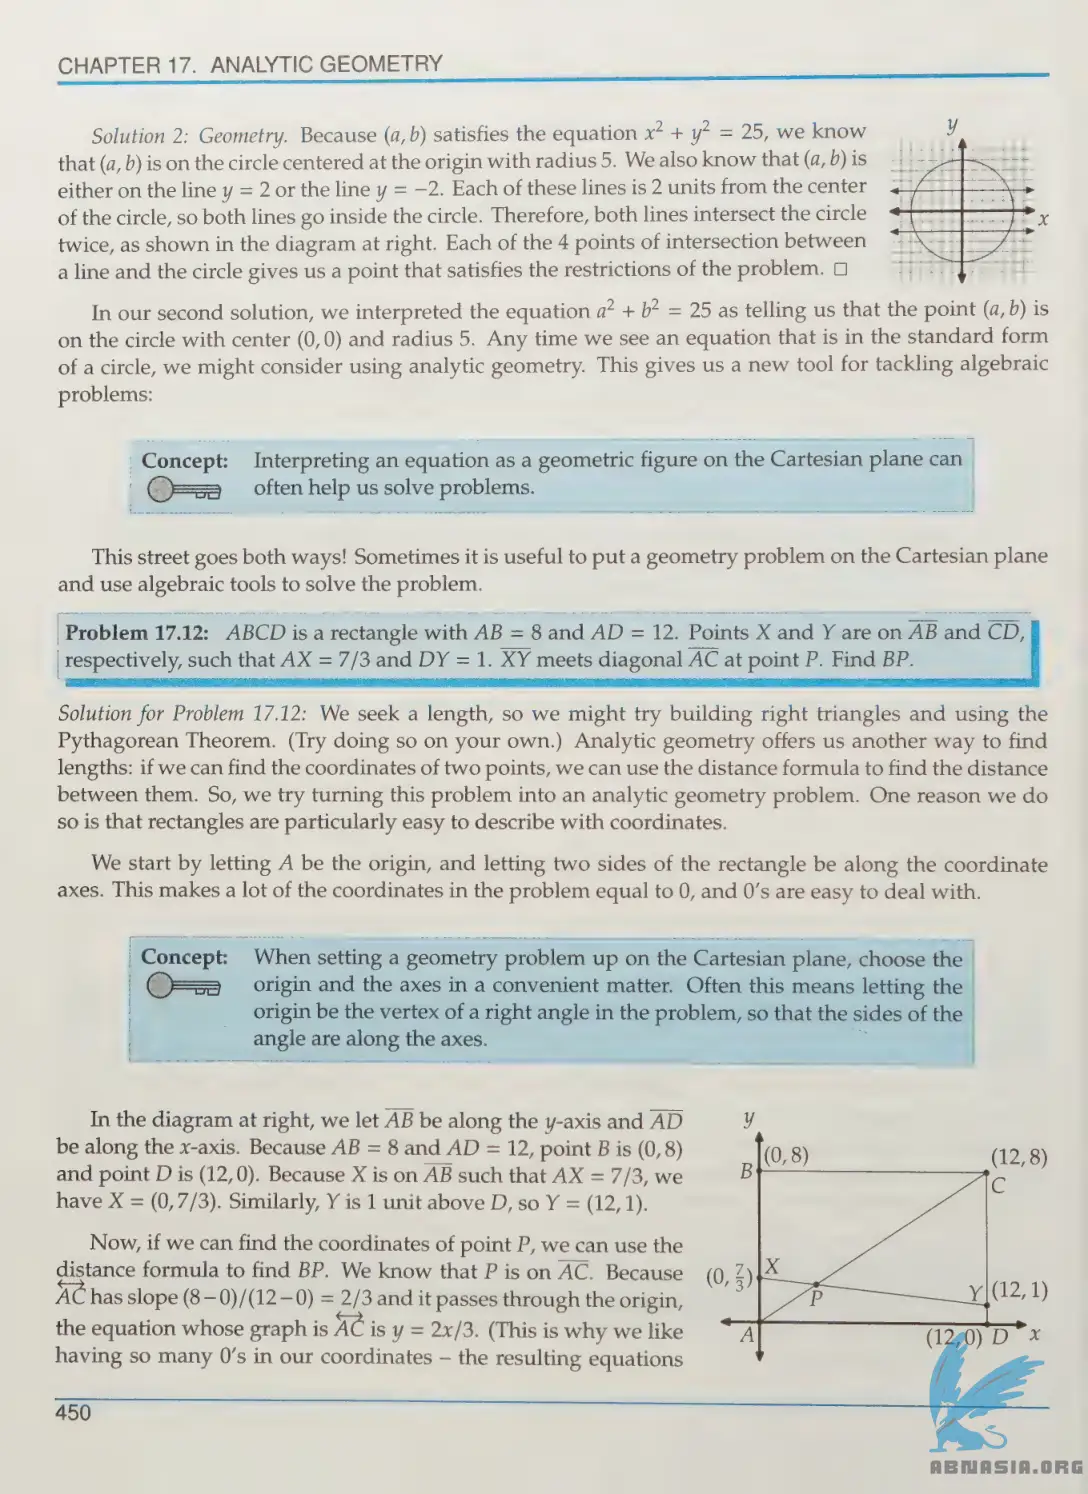 CHAPTER 17. ANALYTIC GEOMETRY
Solution 2: Geometry. Because (a, b) satisfies the equation x² + y² = 25, we know
that (a, b) is on the circle centered at the origin with radius 5. We also know that (a, b) is
either on the line y = 2 or the line y = −2. Each of these lines is 2 units from the center
of the circle, so both lines go inside the circle. Therefore, both lines intersect the circle
twice, as shown in the diagram at right. Each of the 4 points of intersection between
a line and the circle gives us a point that satisfies the restrictions of the problem. □
y
x
In our second solution, we interpreted the equation a² + b² = 25 as telling us that the point (a, b) is
on the circle with center (0, 0) and radius 5. Any time we see an equation that is in the standard form
of a circle, we might consider using analytic geometry. This gives us a new tool for tackling algebraic
problems:
Concept: Interpreting an equation as a geometric figure on the Cartesian plane can
often help us solve problems.
This street goes both ways! Sometimes it is useful to put a geometry problem on the Cartesian plane
and use algebraic tools to solve the problem.
Problem 17.12: ABCD is a rectangle with AB = 8 and AD = 12. Points X and Y are on A̅B̅ and C̅D̅,
respectively, such that AX = 7/3 and DY = 1. X̅Y̅ meets diagonal A̅C̅ at point P. Find BP.
Solution for Problem 17.12: We seek a length, so we might try building right triangles and using the
Pythagorean Theorem. (Try doing so on your own.) Analytic geometry offers us another way to find
lengths: if we can find the coordinates of two points, we can use the distance formula to find the distance
between them. So, we try turning this problem into an analytic geometry problem. One reason we do
so is that rectangles are particularly easy to describe with coordinates.
We start by letting A be the origin, and letting two sides of the rectangle be along the coordinate
axes. This makes a lot of the coordinates in the problem equal to 0, and 0's are easy to deal with.
Concept: When setting a geometry problem up on the Cartesian plane, choose the
origin and the axes in a convenient matter. Often this means letting the
origin be the vertex of a right angle in the problem, so that the sides of the
angle are along the axes.
In the diagram at right, we let A̅B̅ be along the y-axis and A̅D̅
be along the x-axis. Because AB = 8 and AD = 12, point B is (0, 8)
and point D is (12, 0). Because X is on A̅B̅ such that AX = 7/3, we
have X = (0, 7/3). Similarly, Y is 1 unit above D, so Y = (12, 1).
Now, if we can find the coordinates of point P, we can use the
distance formula to find BP. We know that P is on A̅C̅. Because
AC has slope (8 − 0)/(12 − 0) = 2/3 and it passes through the origin,
the equation whose graph is AC is y = 2x/3. (This is why we like
having so many 0's in our coordinates – the resulting equations
y
(0, 8)
(12, 8)
B
C
(0, 7/3)
X
P
Y
(12, 1)
A
(12, 0)
D
x
450
ABNASIA.ORG